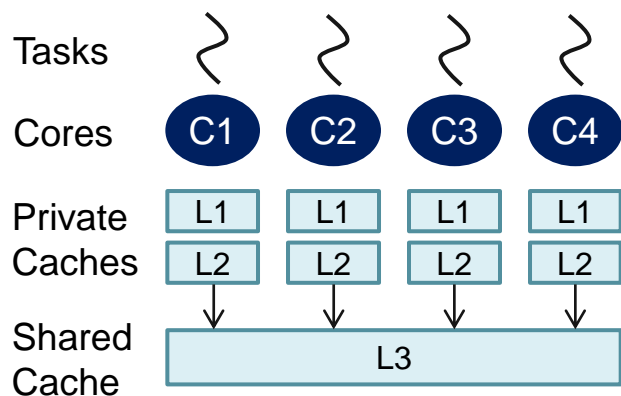 Tasks
Cores C1 C2 C3 C4
Private L1 L1 L1 L1
Caches L2 L2 L2 L2
Shared
Cache
L3